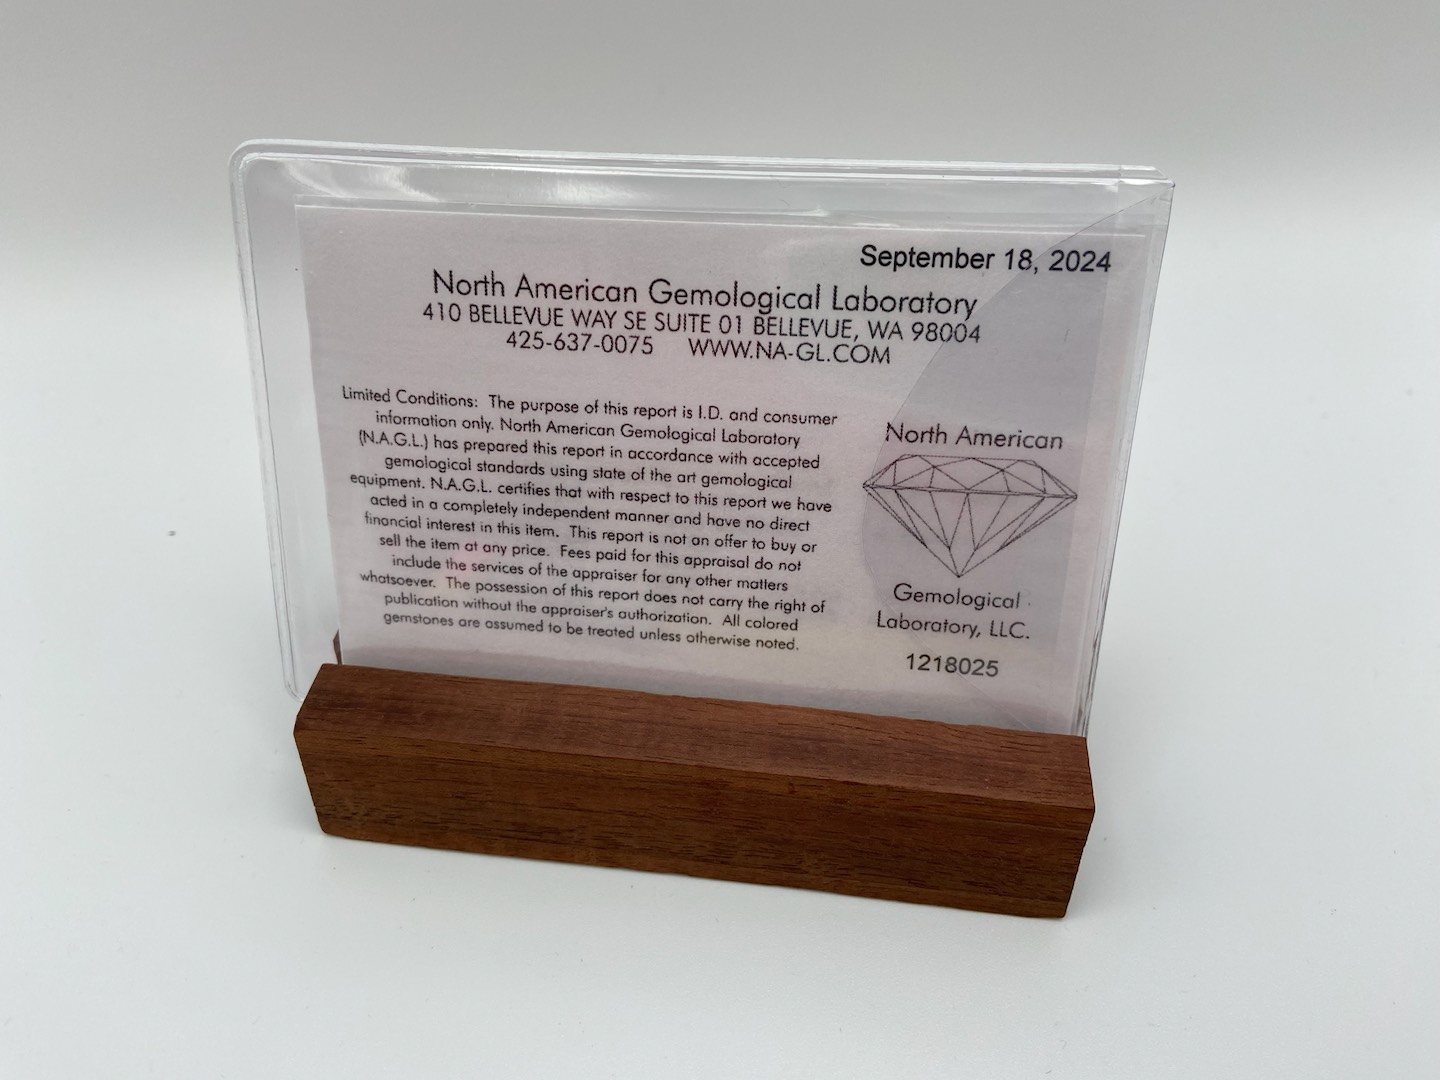 September 18, 2024
North American Gemological Laboratory
410 BELLEVUE WAY SE SUITE 01 BELLEVUE, WA 98004
425-637-0075 WWW.NA-GL.COM
Limited Conditions: The purpose of this report is I.D. and consumer
information only. North American Gemological Laboratory
(N.A.G.L.) has prepared this report in accordance with accepted
gemological standards using state of the art gemological
equipment. N.A.G.L. certifies that with respect to this report we have
acted in a completely independent manner and have no direct
financial interest in this item. This report is not an offer to buy or
sell the item at any price. Fees paid for this appraisal do not
include the services of the appraiser for any other matters
whatsoever. The possession of this report does not carry the right of
publication without the appraiser's authorization. All colored
gemstones are assumed to be treated unless otherwise noted.
North American
Gemological
Laboratory, LLC.
1218025